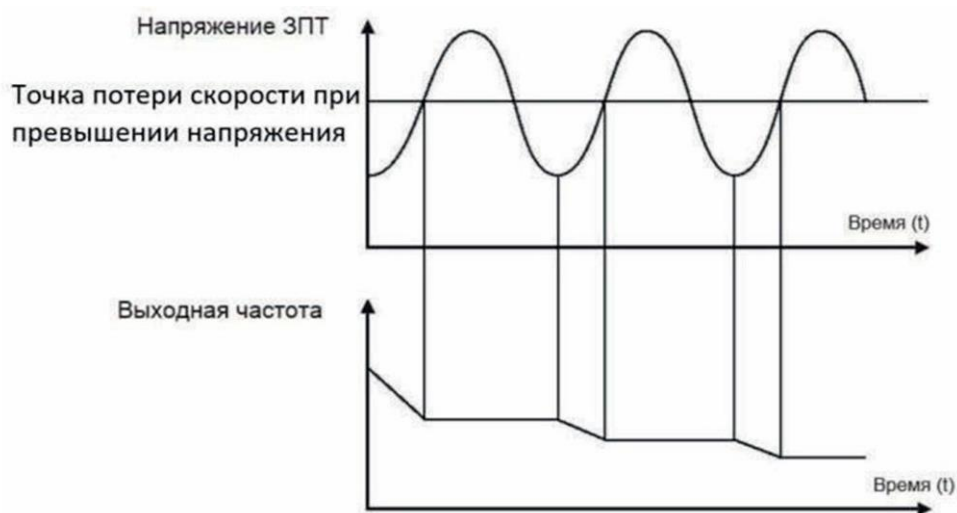 Напряжение ЗПТ
Точка потери скорости при
превышении напряжения
Время (t)
Выходная частота
Время (t)